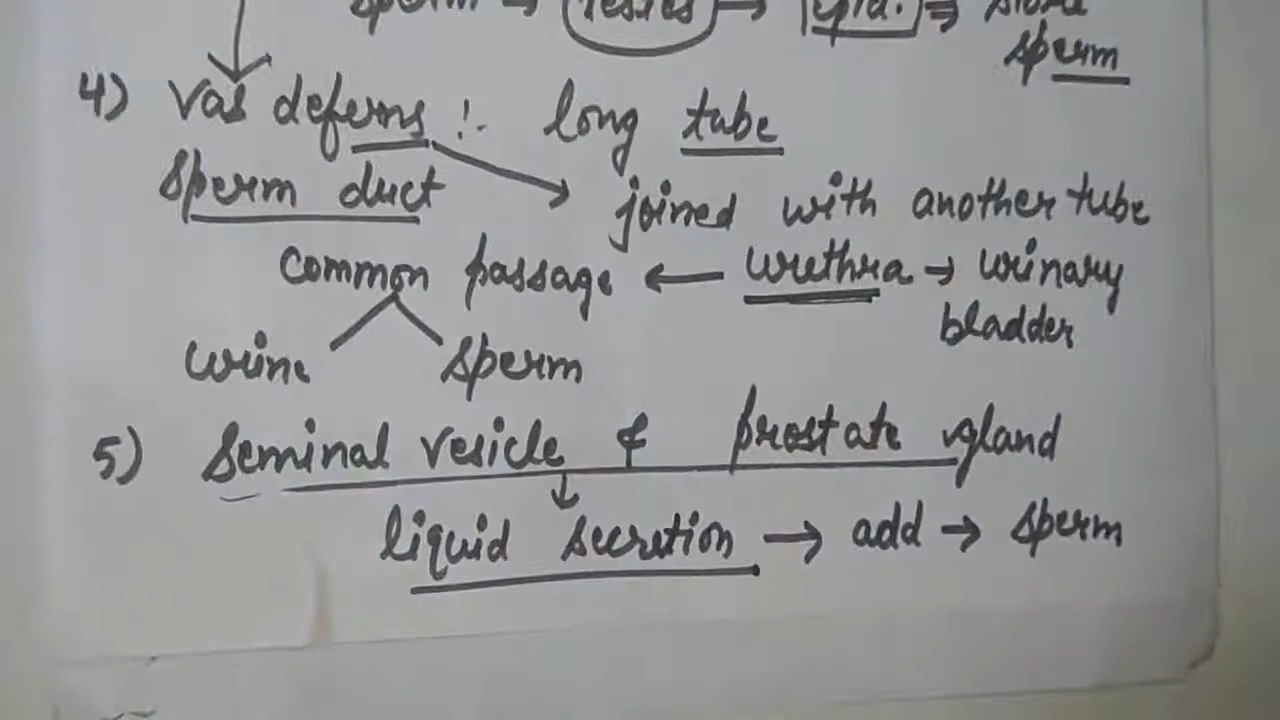 sperm → testes → Epid. ⇒ store
sperm
4) Vas deferns :- long tube
sperm duct
joined with another tube
common passage ← urethra → urinary
bladder
urine sperm
5) Seminal vesicle & prostate gland
↓
liquid secretion → add → sperm